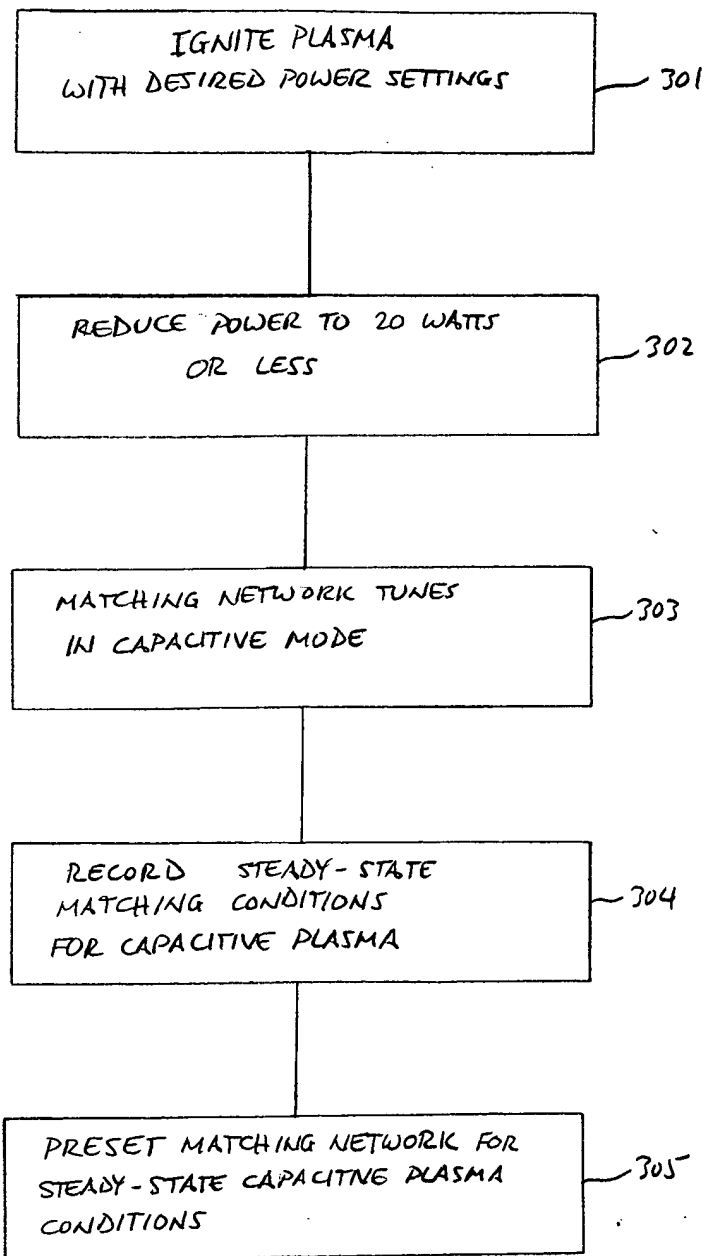 IGNITE PLASMA
WITH DESIRED POWER SETTINGS
301
REDUCE POWER TO 20 WATTS
OR LESS
302
MATCHING NETWORK TUNES
IN CAPACITIVE MODE
303
RECORD STEADY-STATE
MATCHING CONDITIONS
FOR CAPACITIVE PLASMA
304
PRESET MATCHING NETWORK FOR
STEADY-STATE CAPACITIVE PLASMA
CONDITIONS
305